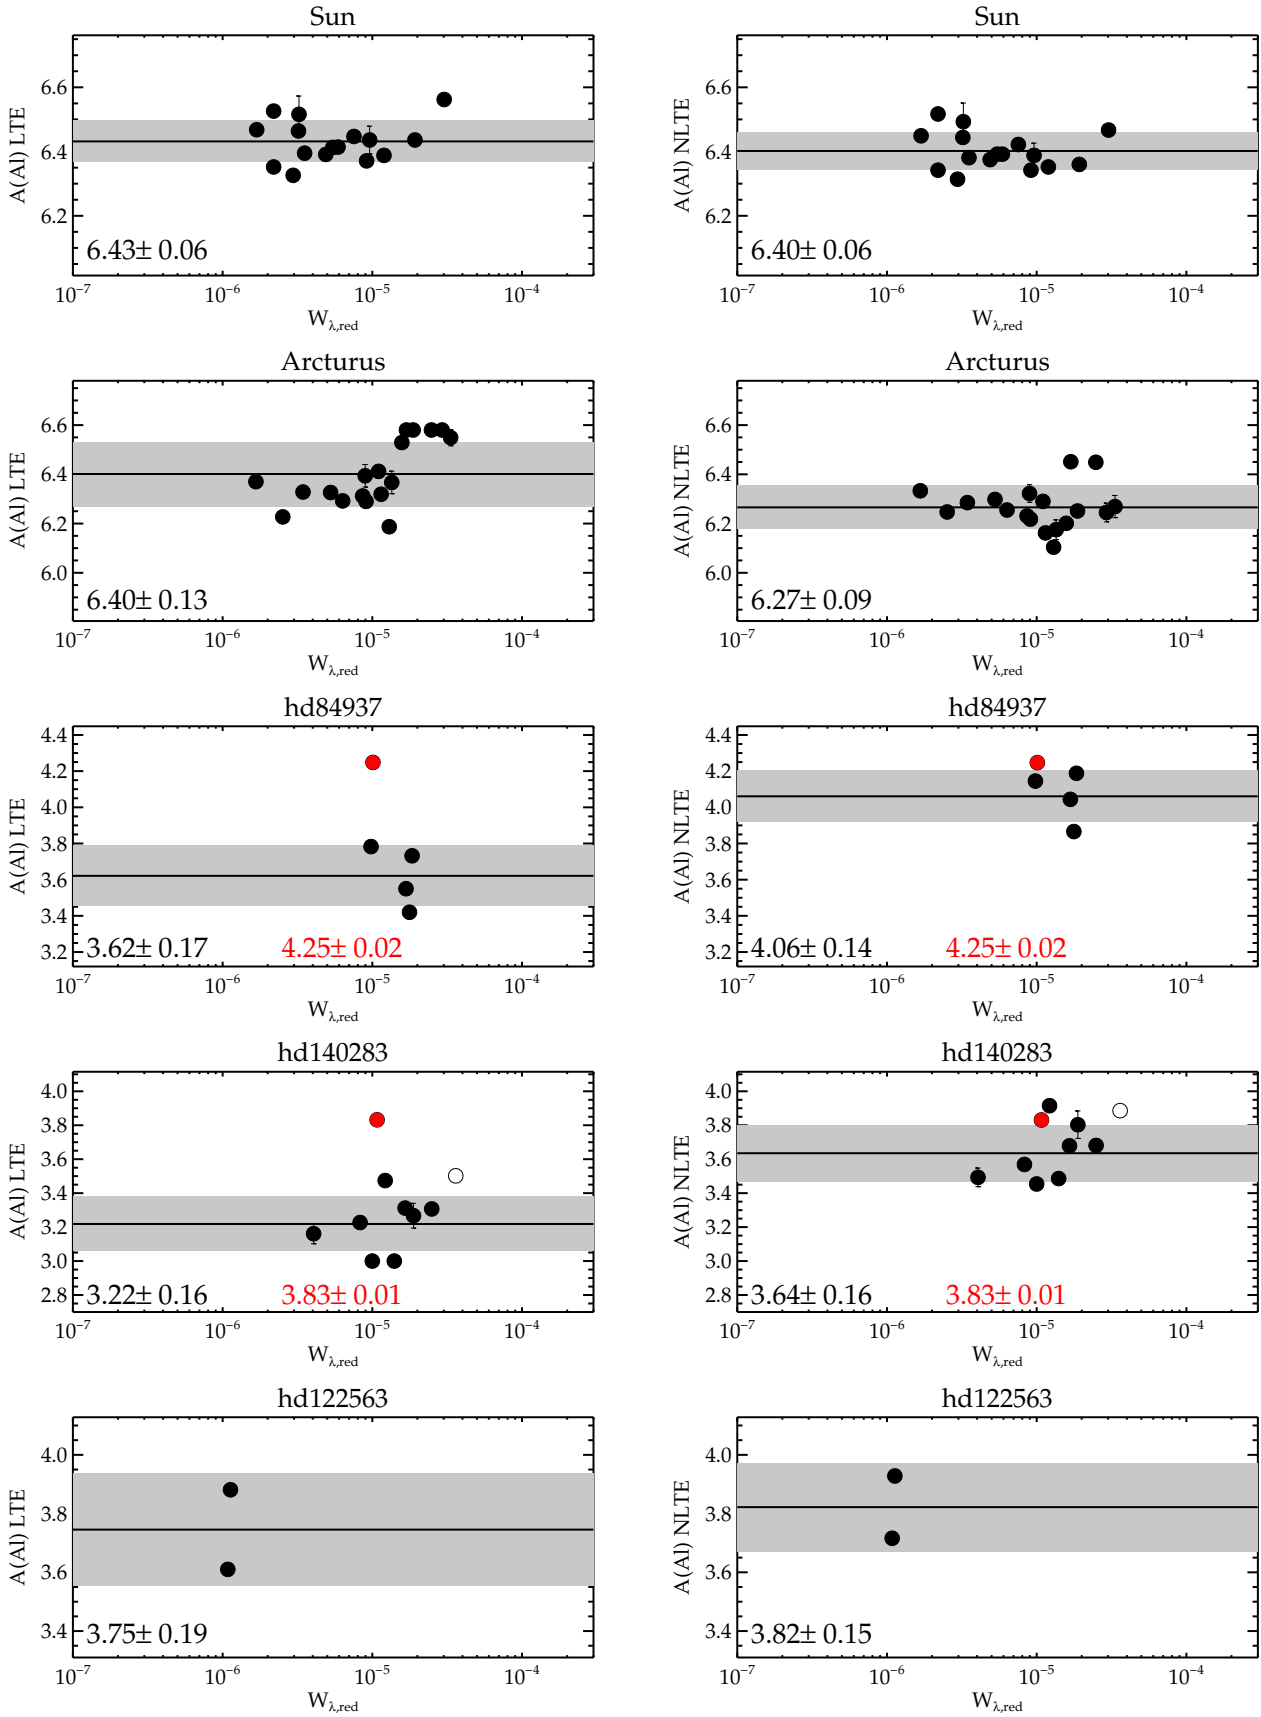 Sun
A(Al) LTE
6.6
6.4
6.2
6.43± 0.06
10⁻⁷ 10⁻⁶ 10⁻⁵ 10⁻⁴
W_λ,red
Sun
A(Al) NLTE
6.6
6.4
6.2
6.40± 0.06
10⁻⁷ 10⁻⁶ 10⁻⁵ 10⁻⁴
W_λ,red
Arcturus
A(Al) LTE
6.6
6.4
6.2
6.0
6.40± 0.13
10⁻⁷ 10⁻⁶ 10⁻⁵ 10⁻⁴
W_λ,red
Arcturus
A(Al) NLTE
6.6
6.4
6.2
6.0
6.27± 0.09
10⁻⁷ 10⁻⁶ 10⁻⁵ 10⁻⁴
W_λ,red
hd84937
A(Al) LTE
4.4
4.2
4.0
3.8
3.6
3.4
3.2
3.62± 0.17 4.25± 0.02
10⁻⁷ 10⁻⁶ 10⁻⁵ 10⁻⁴
W_λ,red
hd84937
A(Al) NLTE
4.4
4.2
4.0
3.8
3.6
3.4
3.2
4.06± 0.14 4.25± 0.02
10⁻⁷ 10⁻⁶ 10⁻⁵ 10⁻⁴
W_λ,red
hd140283
A(Al) LTE
4.0
3.8
3.6
3.4
3.2
3.0
2.8
3.22± 0.16 3.83± 0.01
10⁻⁷ 10⁻⁶ 10⁻⁵ 10⁻⁴
W_λ,red
hd140283
A(Al) NLTE
4.0
3.8
3.6
3.4
3.2
3.0
2.8
3.64± 0.16 3.83± 0.01
10⁻⁷ 10⁻⁶ 10⁻⁵ 10⁻⁴
W_λ,red
hd122563
A(Al) LTE
4.0
3.8
3.6
3.4
3.75± 0.19
10⁻⁷ 10⁻⁶ 10⁻⁵ 10⁻⁴
W_λ,red
hd122563
A(Al) NLTE
4.0
3.8
3.6
3.4
3.82± 0.15
10⁻⁷ 10⁻⁶ 10⁻⁵ 10⁻⁴
W_λ,red